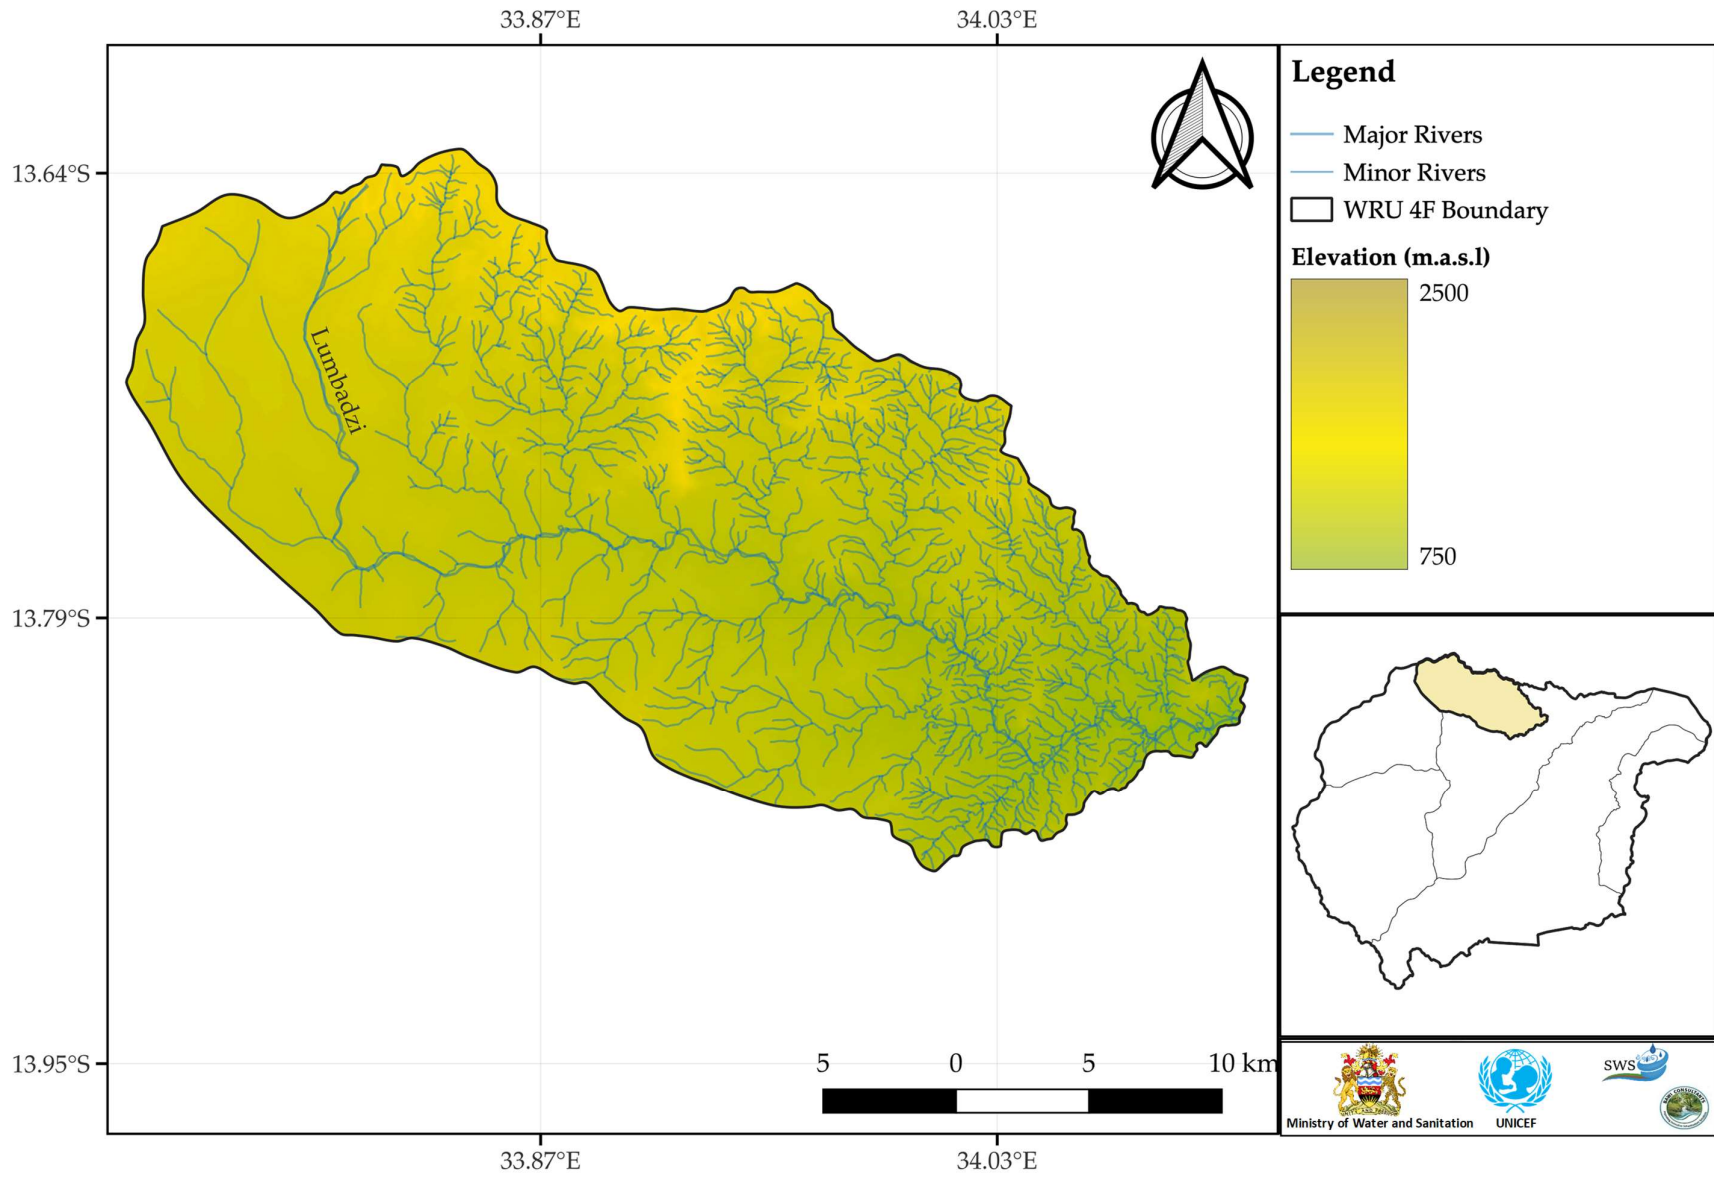 33.87°E 34.03°E
13.64°S
13.79°S
13.95°S
Lumbadzi
5 0 5 10 km
33.87°E 34.03°E
Legend
Major Rivers
Minor Rivers
WRU 4F Boundary
Elevation (m.a.s.l)
2500
750
SWS
Ministry of Water and Sanitation
UNICEF